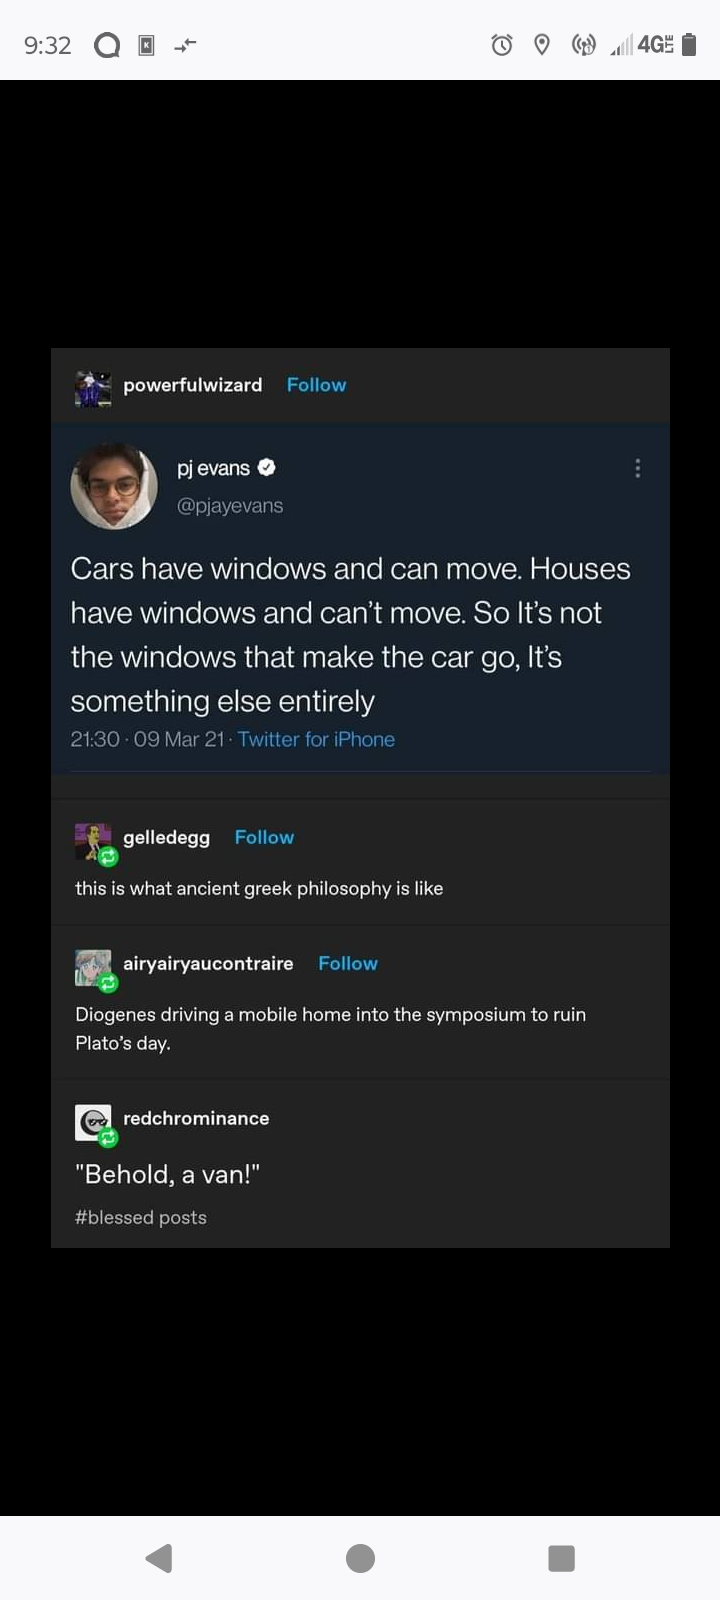 9:32
4G LTE
powerfulwizard Follow
pj evans
@pjayevans
Cars have windows and can move. Houses
have windows and can’t move. So It’s not
the windows that make the car go, It’s
something else entirely
21:30 · 09 Mar 21 · Twitter for iPhone
gelledegg Follow
this is what ancient greek philosophy is like
airyairyaucontraire Follow
Diogenes driving a mobile home into the symposium to ruin
Plato’s day.
redchrominance
"Behold, a van!"
#blessed posts